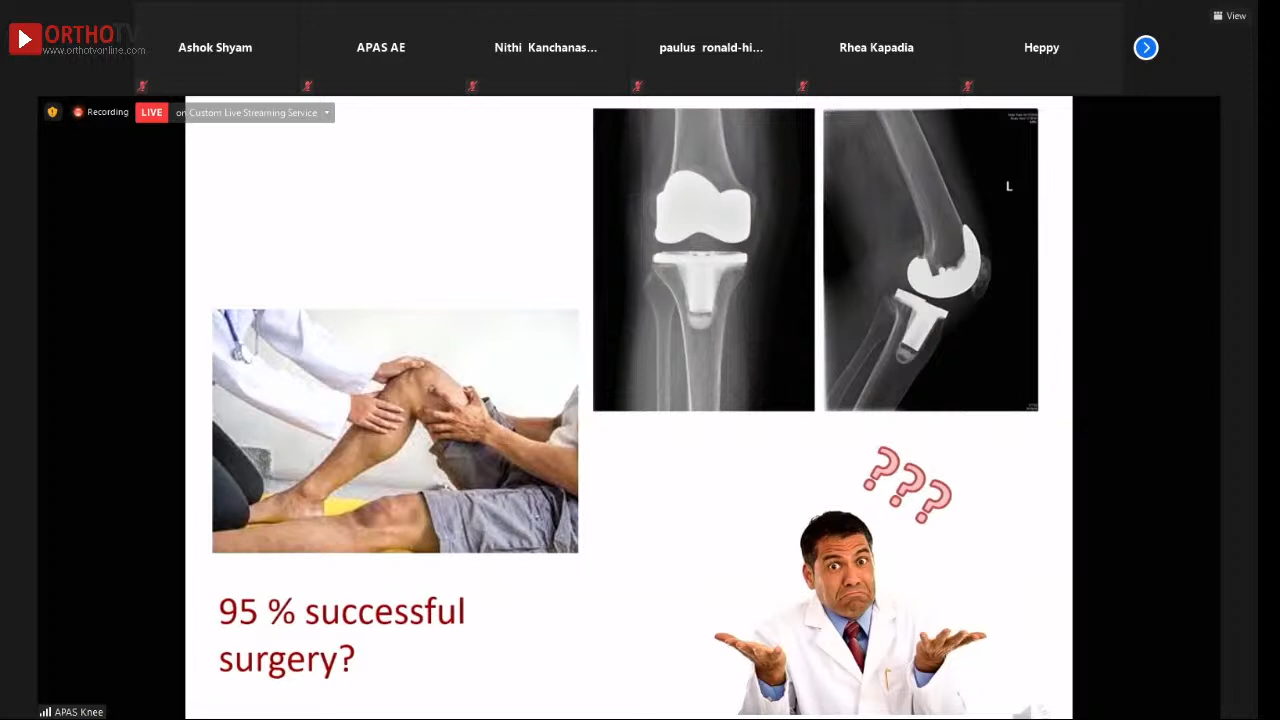 ORTHOTV
www.orthotvonline.com
View
Ashok Shyam
APAS AE
Nithi Kanchanas...
paulus ronald-hi...
Rhea Kapadia
Heppy
Recording
LIVE
on Custom Live Streaming Service
L
???
95 % successful
surgery?
APAS Knee